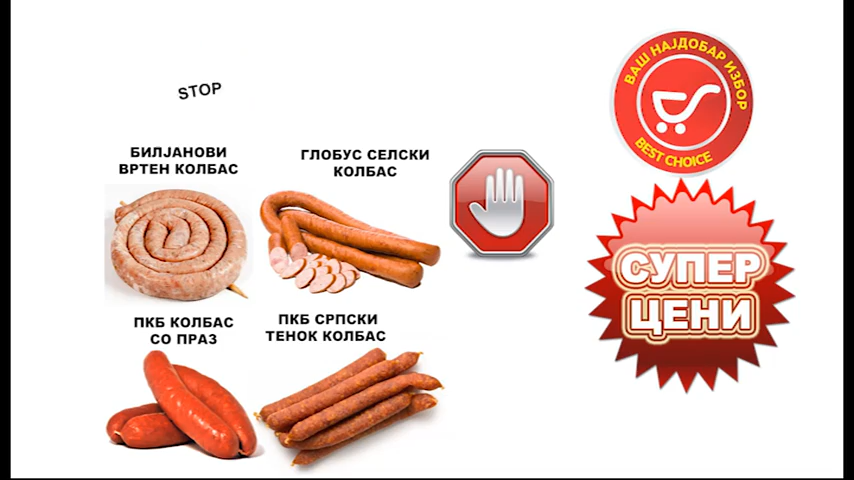 STOP
БИЛЈАНОВИ
ВРТЕН КОЛБАС
ГЛОБУС СЕЛСКИ
КОЛБАС
ПКБ КОЛБАС
СО ПРАЗ
ПКБ СРПСКИ
ТЕНОК КОЛБАС
ВАШ НАЈДОБАР ИЗБОР
BEST CHOICE
СУПЕР
ЦЕНИ